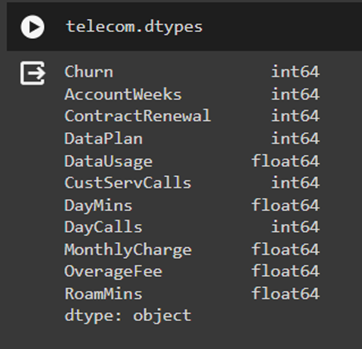 telecom.dtypes
Churn int64
AccountWeeks int64
ContractRenewal int64
DataPlan int64
DataUsage float64
CustServCalls int64
DayMins float64
DayCalls int64
MonthlyCharge float64
OverageFee float64
RoamMins float64
dtype: object